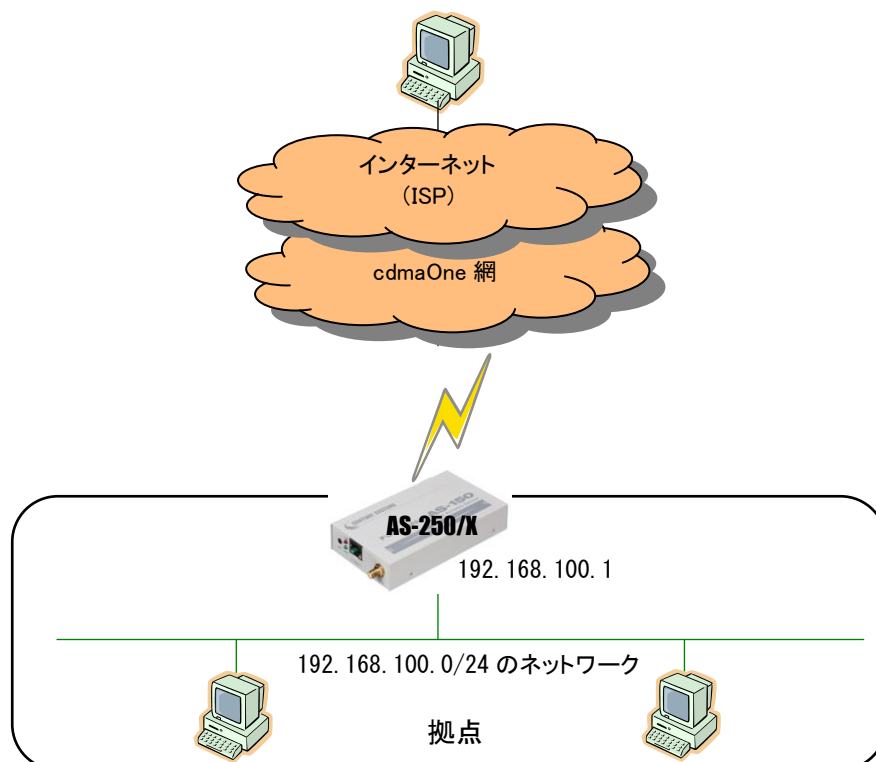 インターネット
(ISP)
cdmaOne 網
AS-250/X
192.168.100.1
192.168.100.0/24 のネットワーク
拠点